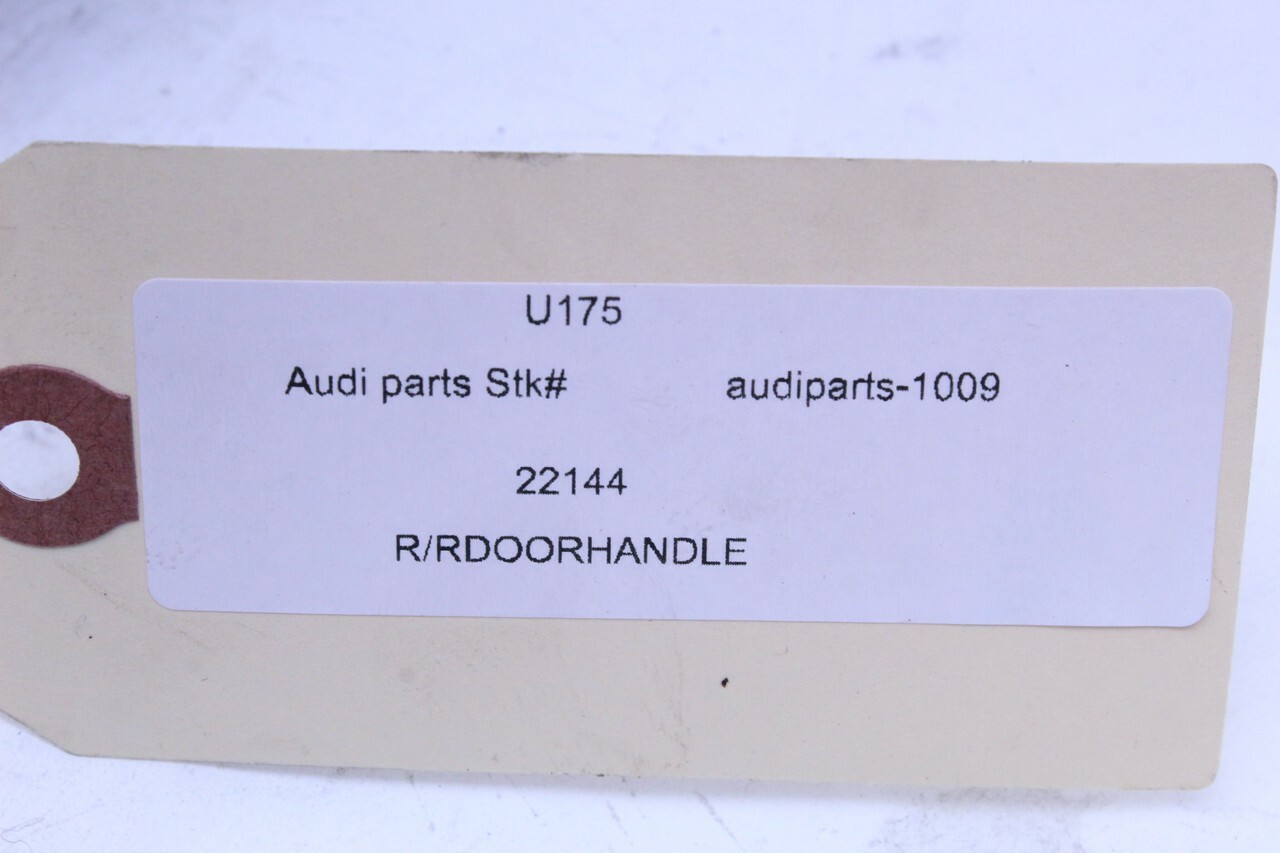 U175
Audi parts Stk# audiparts-1009
22144
R/RDOORHANDLE